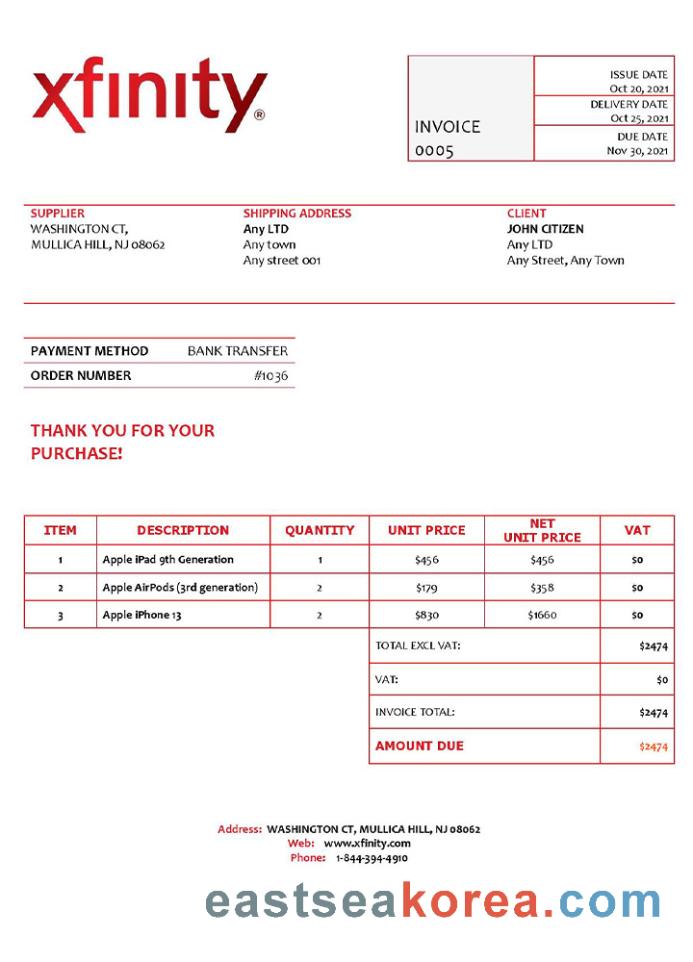 xfinity®
INVOICE
0005
ISSUE DATE
Oct 20, 2021
DELIVERY DATE
Oct 25, 2021
DUE DATE
Nov 30, 2021
SUPPLIER
WASHINGTON CT,
MULLICA HILL, NJ 08062
SHIPPING ADDRESS
Any LTD
Any town
Any street 001
CLIENT
JOHN CITIZEN
Any LTD
Any Street, Any Town
PAYMENT METHOD BANK TRANSFER
ORDER NUMBER #1036
THANK YOU FOR YOUR
PURCHASE!
ITEM DESCRIPTION QUANTITY UNIT PRICE NET UNIT PRICE VAT
1 Apple iPad 9th Generation 1 $456 $456 $0
2 Apple AirPods (3rd generation) 2 $179 $358 $0
3 Apple iPhone 13 2 $830 $1660 $0
TOTAL EXCL VAT: $2474
VAT: $0
INVOICE TOTAL: $2474
AMOUNT DUE $2474
Address: WASHINGTON CT, MULLICA HILL, NJ 08062
Web: www.xfinity.com
Phone: 1-844-394-4910
eastseakorea.com